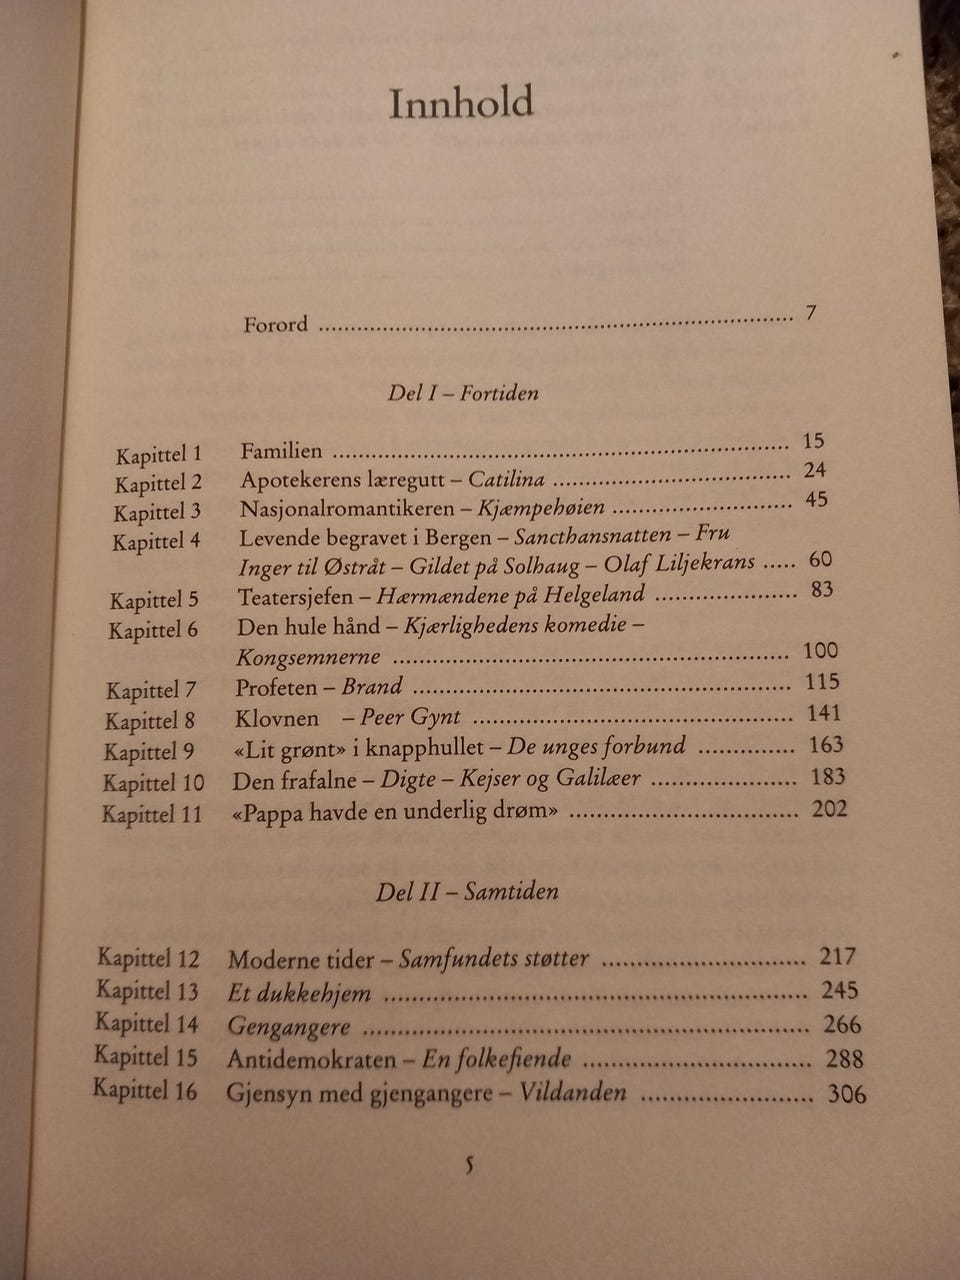 Innhold
Forord ........ 7
Del I – Fortiden
Kapittel 1 Familien ........ 15
Kapittel 2 Apotekerens læregutt – Catilina ........ 24
Kapittel 3 Nasjonalromantikeren – Kjæmpehøien ........ 45
Kapittel 4 Levende begravet i Bergen – Sancthansnatten – Fru
Inger til Østråt – Gildet på Solhaug – Olaf Liljekrans ..... 60
Kapittel 5 Teatersjefen – Hærmændene på Helgeland ........ 83
Kapittel 6 Den hule hånd – Kjærlighedens komedie –
Kongsemnerne ........ 100
Kapittel 7 Profeten – Brand ........ 115
Kapittel 8 Klovnen – Peer Gynt ........ 141
Kapittel 9 «Lit grønt» i knapphullet – De unges forbund ........ 163
Kapittel 10 Den frafalne – Digte – Kejser og Galilæer ........ 183
Kapittel 11 «Pappa havde en underlig drøm» ........ 202
Del II – Samtiden
Kapittel 12 Moderne tider – Samfundets støtter ........ 217
Kapittel 13 Et dukkehjem ........ 245
Kapittel 14 Gengangere ........ 266
Kapittel 15 Antidemokraten – En folkefiende ........ 288
Kapittel 16 Gjensyn med gjengangere – Vildanden ........ 306
5